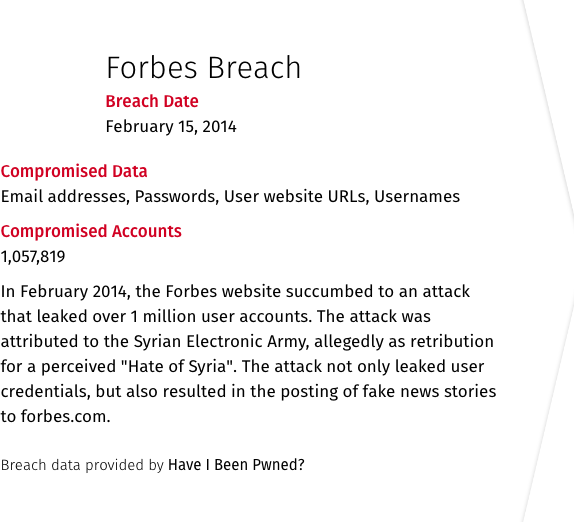 Forbes Breach
Breach Date
February 15, 2014
Compromised Data
Email addresses, Passwords, User website URLs, Usernames
Compromised Accounts
1,057,819
In February 2014, the Forbes website succumbed to an attack
that leaked over 1 million user accounts. The attack was
attributed to the Syrian Electronic Army, allegedly as retribution
for a perceived "Hate of Syria". The attack not only leaked user
credentials, but also resulted in the posting of fake news stories
to forbes.com.
Breach data provided by Have I Been Pwned?